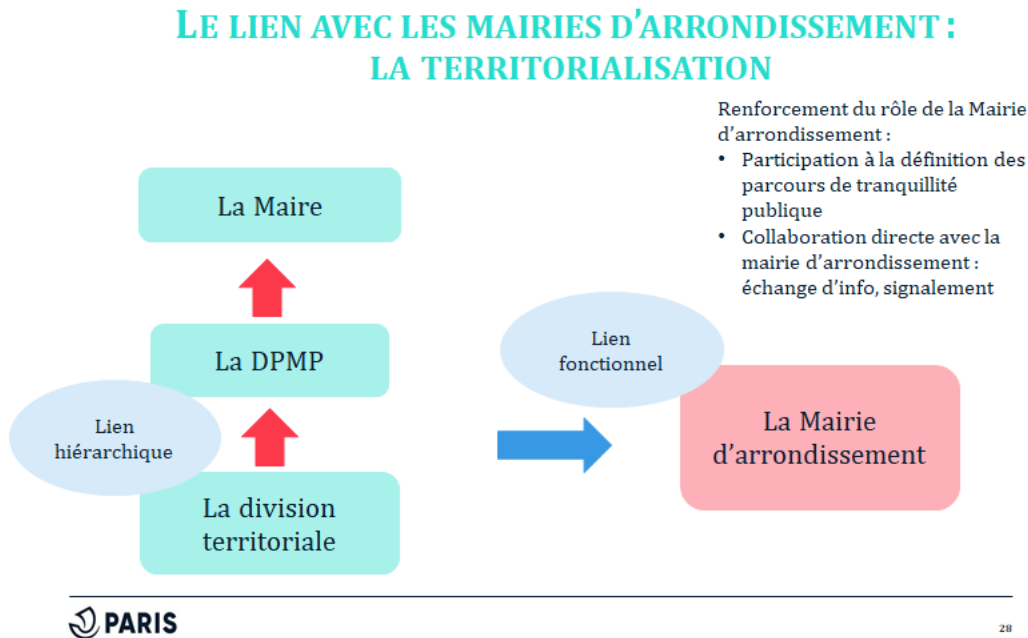 LE LIEN AVEC LES MAIRIES D'ARRONDISSEMENT :
LA TERRITORIALISATION
Renforcement du rôle de la Mairie
d'arrondissement :
• Participation à la définition des
parcours de tranquillité
publique
• Collaboration directe avec la
mairie d'arrondissement :
échange d'info, signalement
La Maire
La DPMP
Lien
hiérarchique
La division
territoriale
Lien
fonctionnel
La Mairie
d'arrondissement
PARIS
28